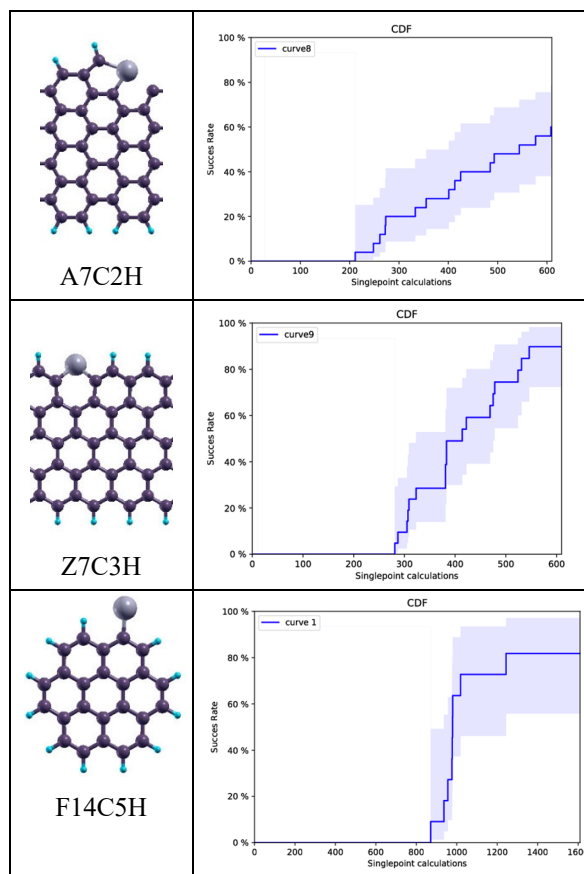 CDF
curve8
100 %
80 %
60 %
40 %
20 %
0 %
Succes Rate
0 100 200 300 400 500 600
Singlepoint calculations
A7C2H
CDF
curve9
100 %
80 %
60 %
40 %
20 %
0 %
Succes Rate
0 100 200 300 400 500 600
Singlepoint calculations
Z7C3H
CDF
curve 1
100 %
80 %
60 %
40 %
20 %
0 %
Succes Rate
0 200 400 600 800 1000 1200 1400 160
Singlepoint calculations
F14C5H